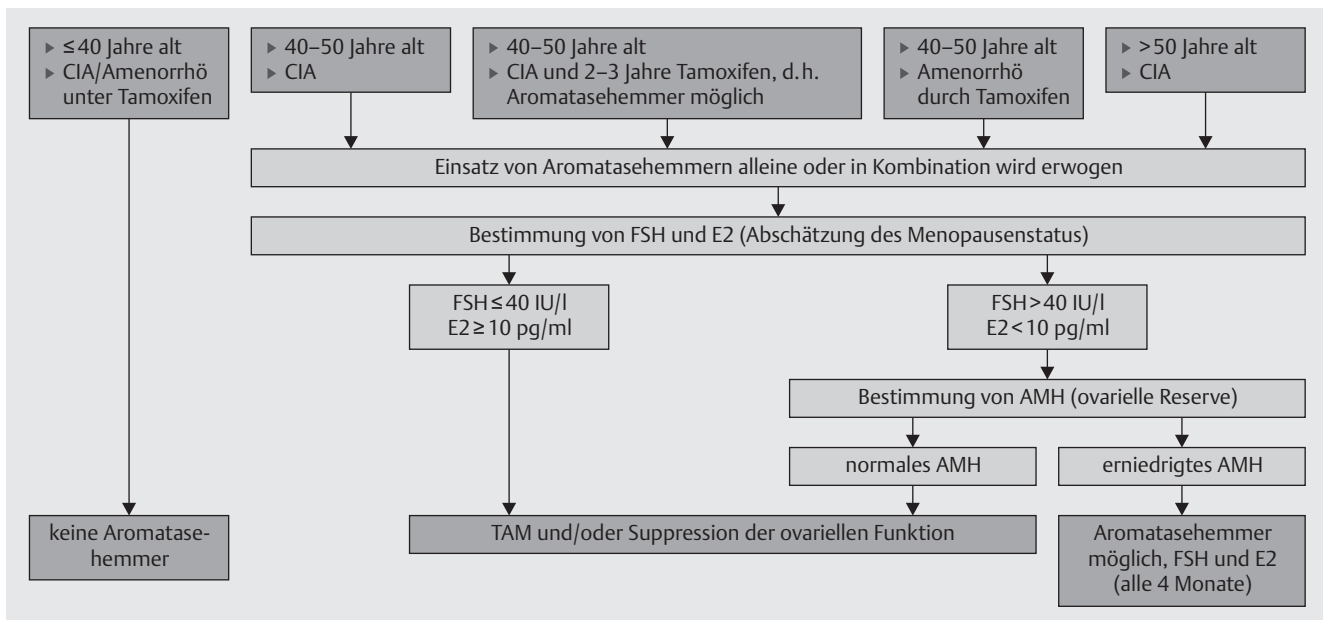 ▶ ≤40 Jahre alt
▶ CIA/Amenorrhö
unter Tamoxifen
▶ 40–50 Jahre alt
▶ CIA
▶ 40–50 Jahre alt
▶ CIA und 2–3 Jahre Tamoxifen, d.h.
Aromatasehemmer möglich
▶ 40–50 Jahre alt
▶ Amenorrhö
durch Tamoxifen
▶ >50 Jahre alt
▶ CIA
Einsatz von Aromatasehemmern alleine oder in Kombination wird erwogen
Bestimmung von FSH und E2 (Abschätzung des Menopausenstatus)
FSH≤40 IU/l
E2≥10 pg/ml
FSH>40 IU/l
E2<10 pg/ml
Bestimmung von AMH (ovarielle Reserve)
normales AMH
erniedrigtes AMH
keine Aromatase-
hemmer
TAM und/oder Suppression der ovariellen Funktion
Aromatasehemmer
möglich, FSH und E2
(alle 4 Monate)